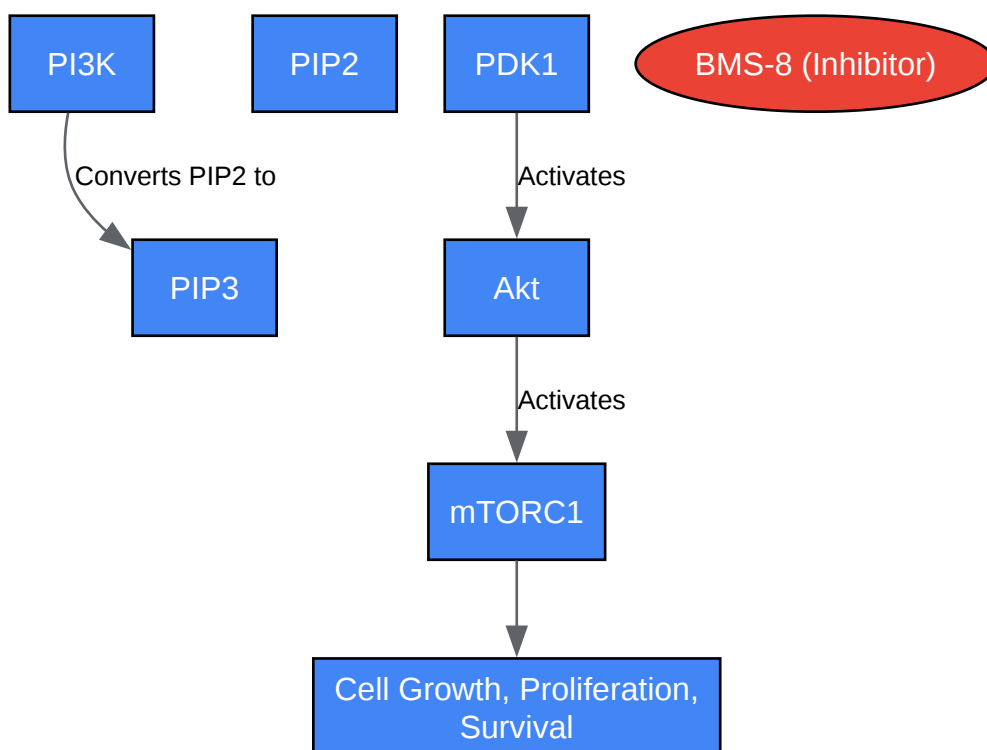 PI3K
PIP2
PDK1
BMS-8 (Inhibitor)
Converts PIP2 to
Activates
PIP3
Akt
Activates
mTORC1
Cell Growth, Proliferation,
Survival